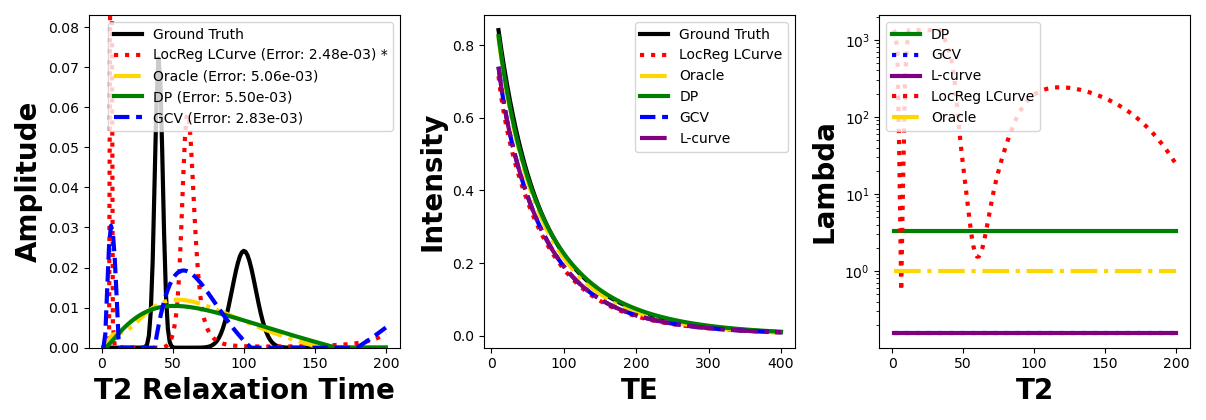 Amplitude
0.08
0.07
0.06
0.05
0.04
0.03
0.02
0.01
0.00
Ground Truth
LocReg LCurve (Error: 2.48e-03) *
Oracle (Error: 5.06e-03)
DP (Error: 5.50e-03)
GCV (Error: 2.83e-03)
0 50 100 150 200
T2 Relaxation Time
Intensity
0.8
0.6
0.4
0.2
0.0
Ground Truth
LocReg LCurve
Oracle
DP
GCV
L-curve
0 100 200 300 400
TE
Lambda
10³
10²
10¹
10⁰
DP
GCV
L-curve
LocReg LCurve
Oracle
0 50 100 150 200
T2